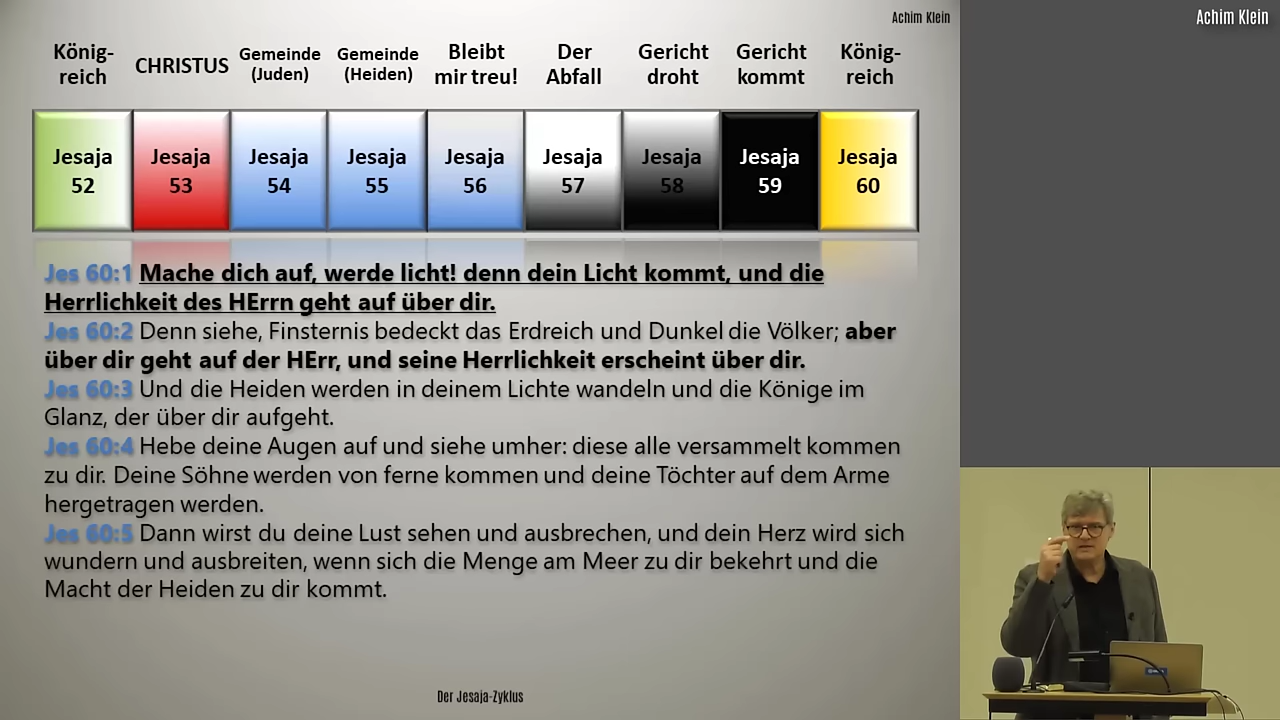 Achim Klein
Achim Klein
König-
reich
CHRISTUS
Gemeinde
(Juden)
Gemeinde
(Heiden)
Bleibt
mir treu!
Der
Abfall
Gericht
droht
Gericht
kommt
König-
reich
Jesaja
52
Jesaja
53
Jesaja
54
Jesaja
55
Jesaja
56
Jesaja
57
Jesaja
58
Jesaja
59
Jesaja
60
Jes 60:1 Mache dich auf, werde licht! denn dein Licht kommt, und die
Herrlichkeit des HErrn geht auf über dir.
Jes 60:2 Denn siehe, Finsternis bedeckt das Erdreich und Dunkel die Völker; aber
über dir geht auf der HErr, und seine Herrlichkeit erscheint über dir.
Jes 60:3 Und die Heiden werden in deinem Lichte wandeln und die Könige im
Glanz, der über dir aufgeht.
Jes 60:4 Hebe deine Augen auf und siehe umher: diese alle versammelt kommen
zu dir. Deine Söhne werden von ferne kommen und deine Töchter auf dem Arme
hergetragen werden.
Jes 60:5 Dann wirst du deine Lust sehen und ausbrechen, und dein Herz wird sich
wundern und ausbreiten, wenn sich die Menge am Meer zu dir bekehrt und die
Macht der Heiden zu dir kommt.
Der Jesaja-Zyklus